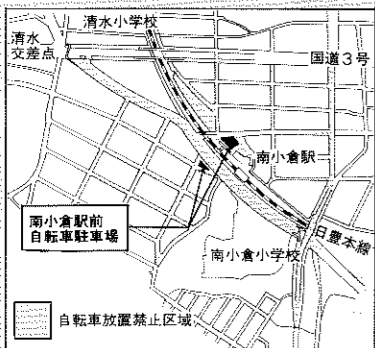 清水小学校
清水
交差点
国道3号
南小倉駅
南小倉駅前
自転車駐車場
日豊本線
南小倉小学校
自転車放置禁止区域